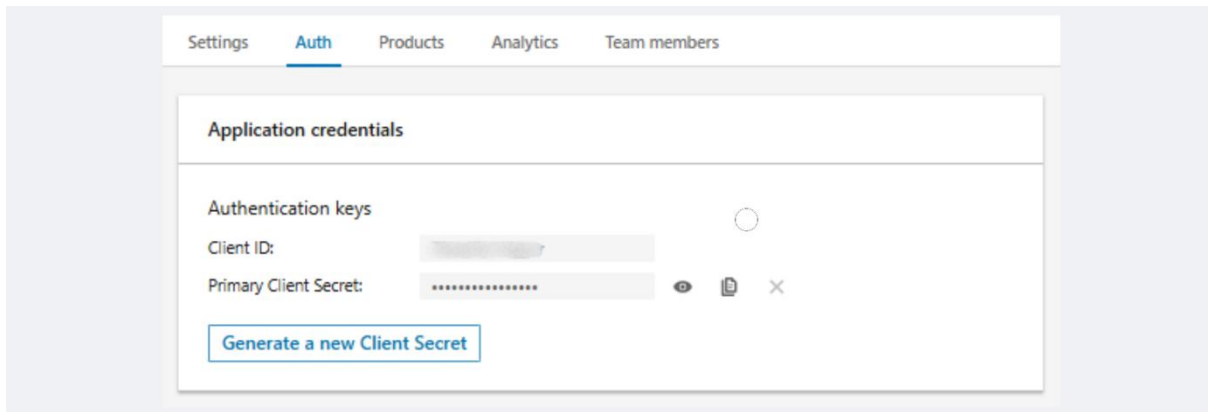 Settings Auth Products Analytics Team members
Application credentials
Authentication keys
Client ID:
Primary Client Secret: ••••••••••••••••
Generate a new Client Secret